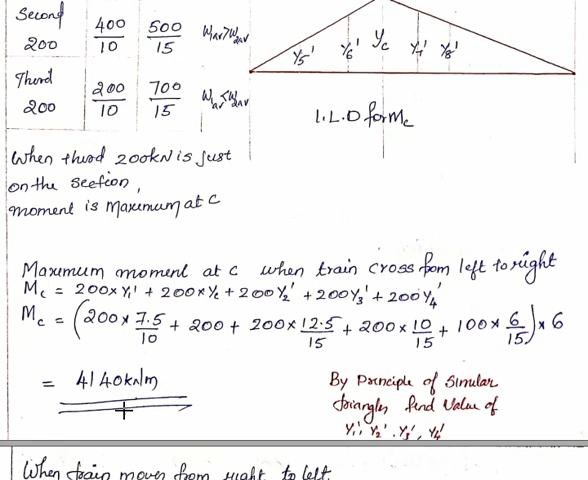 Second 200 400/10 500/15 Wav>W2av
Third 200 200/10 700/15 Wav<W2av
y5' y6' yc y7' y8'
I.L.D for Mc
When third 200kN is just
on the section,
moment is Maximum at C
Maximum moment at C when train cross from left to right
Mc = 200×y1' + 200×yc + 200y2' + 200y3' + 200y4'
Mc = (200 × 7.5/10 + 200 + 200 × 12.5/15 + 200 × 10/15 + 100 × 6/15) × 6
= 4140kNm
By Principle of Simular
triangles find value of
y1', y2', y3', y4'
When train moves from right to left.